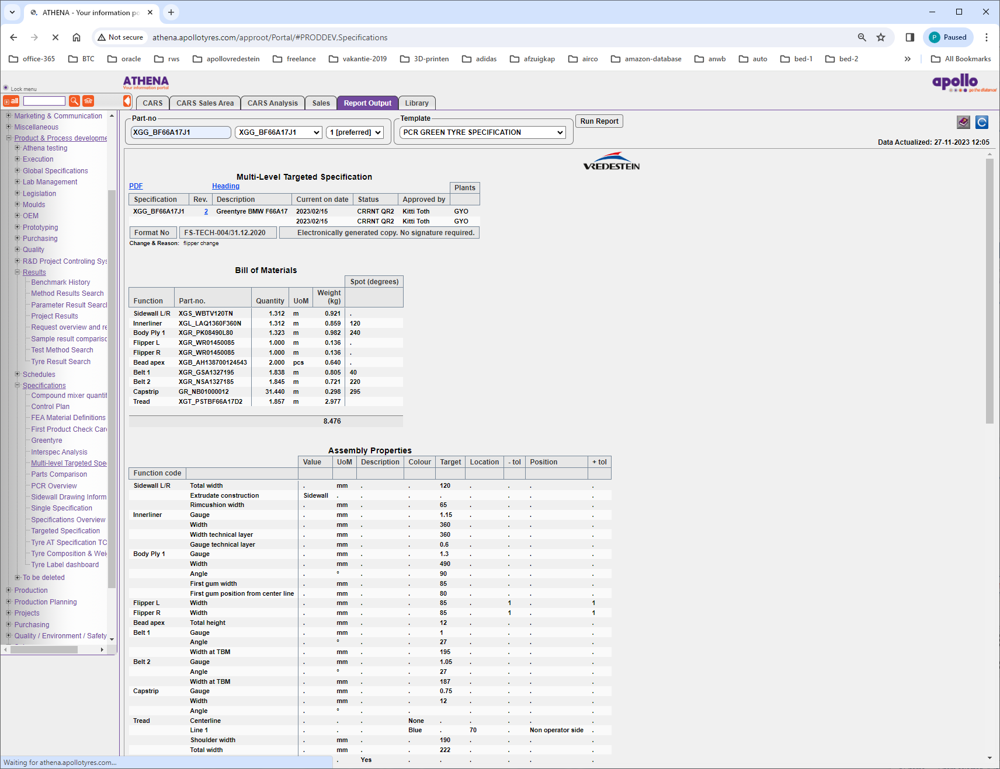 ATHENA - Your information po
Not secure
athena.apollotyres.com/approot/Portal/#PRODDEV,Specifications
P Paused
office-365 BTC oracle rws apollovredestein freelance vakantie-2019 3D-printen adidas afzuigkap airco amazon-database anwb auto bed-1 bed-2 » All Bookmarks
Lock menu
ATHENA
Your information portal
apollo
go the distance!
all
CARS CARS Sales Area CARS Analysis Sales Report Output Library
Marketing & Communication
Miscellaneous
Product & Process developme
Athena testing
Execution
Global Specifications
Lab Management
Legislation
Moulds
OEM
Prototyping
Purchasing
Quality
R&D Project Controling Sys
Results
Benchmark History
Method Results Search
Parameter Result Search
Project Results
Request overview and re
Sample result comparisc
Test Method Search
Tyre Result Search
Schedules
Specifications
Compound mixer quantit
Control Plan
FEA Material Definitions
First Product Check Car
Greentyre
Interspec Analysis
Multi-level Targeted Spe
Parts Comparison
PCR Overview
Sidewall Drawing Inform
Single Specification
Specifications Overview
Targeted Specification
Tyre AT Specification TC
Tyre Composition & Wei
Tyre Label dashboard
To be deleted
Production
Production Planning
Projects
Purchasing
Quality / Environment / Safety
Part-no
XGG_BF66A17J1 XGG_BF66A17J1 1 [preferred]
Template
PCR GREEN TYRE SPECIFICATION
Run Report
Data Actualized: 27-11-2023 12:05
VREDESTEIN
Multi-Level Targeted Specification
PDF Heading
Plants
Specification Rev. Description Current on date Status Approved by
XGG_BF66A17J1 2 Greentyre BMW F66A17 2023/02/15 CRRNT QR2 Kitti Toth GYO
2023/02/15 CRRNT QR2 Kitti Toth GYO
Format No FS-TECH-004/31.12.2020 Electronically generated copy. No signature required.
Change & Reason: flipper change
Bill of Materials
Spot (degrees)
Function Part-no. Quantity UoM Weight (kg)
Sidewall L/R XGS_WBTV120TN 1.312 m 0.921 .
Innerliner XGL_LAQ1360F360N 1.312 m 0.859 120
Body Ply 1 XGR_PK08490L80 1.323 m 0.982 240
Flipper L XGR_WR01450085 1.000 m 0.136 .
Flipper R XGR_WR01450085 1.000 m 0.136 .
Bead apex XGB_AH138700124543 2.000 pcs 0.640 .
Belt 1 XGR_GSA1327195 1.838 m 0.805 40
Belt 2 XGR_NSA1327185 1.845 m 0.721 220
Capstrip GR_NB01000012 31.440 m 0.298 295
Tread XGT_PSTBF66A17D2 1.857 m 2.977
8.476
Assembly Properties
Value UoM Description Colour Target Location - tol Position + tol
Function code
Sidewall L/R Total width . mm . . 120 . . . .
Extrudate construction Sidewall . . . . . . . .
Rimcushion width . mm . . 65 . . . .
Innerliner Gauge . mm . . 1.15 . . . .
Width . mm . . 360 . . . .
Width technical layer . mm . . 360 . . . .
Gauge technical layer . mm . . 0.6 . . . .
Body Ply 1 Gauge . mm . . 1.3 . . . .
Width . mm . . 490 . . . .
Angle . ° . . 90 . . . .
First gum width . mm . . 85 . . . .
First gum position from center line . mm . . 80 . . . .
Flipper L Width . mm . . 85 . 1 . 1
Flipper R Width . mm . . 85 . 1 . 1
Bead apex Total height . mm . . 12 . . . .
Belt 1 Gauge . mm . . 1 . . . .
Angle . ° . . 27 . . . .
Width at TBM . mm . . 195 . . . .
Belt 2 Gauge . mm . . 1.05 . . . .
Angle . ° . . 27 . . . .
Width at TBM . mm . . 187 . . . .
Capstrip Gauge . mm . . 0.75 . . . .
Width . mm . . 12 . . . .
Angle . ° . . . . . .
Tread Centerline . . . None . . . . .
Line 1 . . . Blue . 70 . Non operator side .
Shoulder width . mm . . 190 . . . .
Total width . mm . . 222 . . . .
. Yes . . . . . .
Waiting for athena.apollotyres.com...